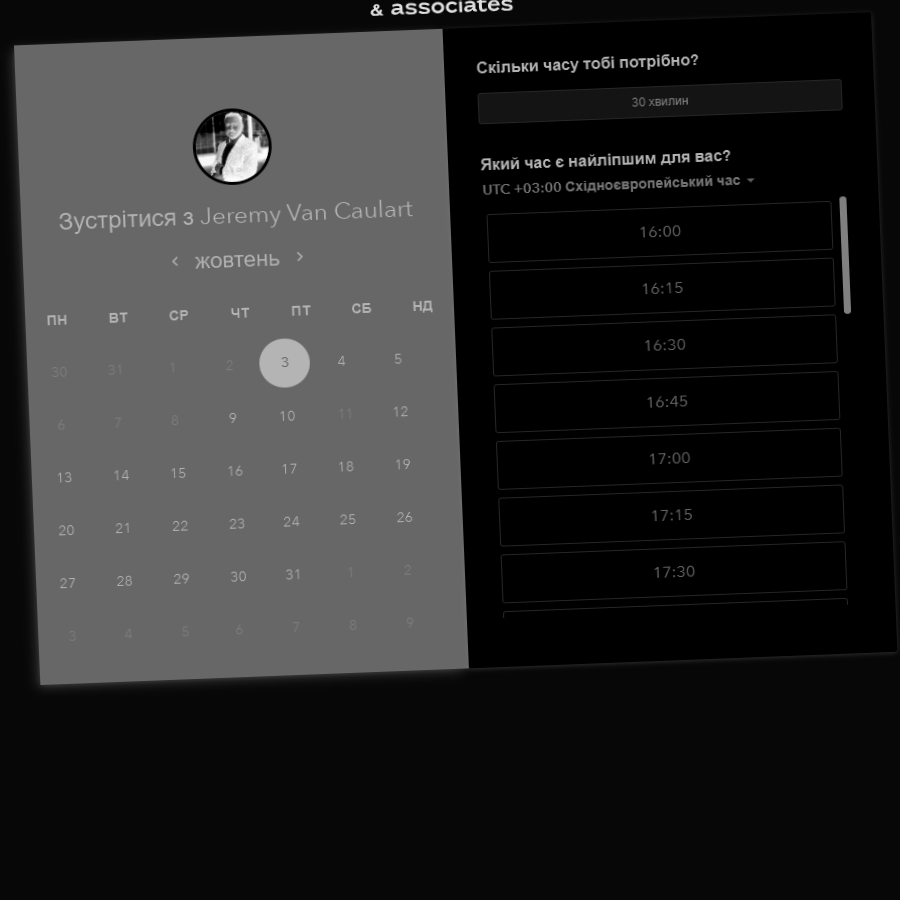 & associates
Зустрітися з Jeremy Van Caulart
жовтень
ПН ВТ СР ЧТ ПТ СБ НД
30 31 1 2 3 4 5
6 7 8 9 10 11 12
13 14 15 16 17 18 19
20 21 22 23 24 25 26
27 28 29 30 31 1 2
3 4 5 6 7 8 9
Скільки часу тобі потрібно?
30 хвилин
Який час є найліпшим для вас?
UTC +03:00 Східноєвропейський час
16:00
16:15
16:30
16:45
17:00
17:15
17:30